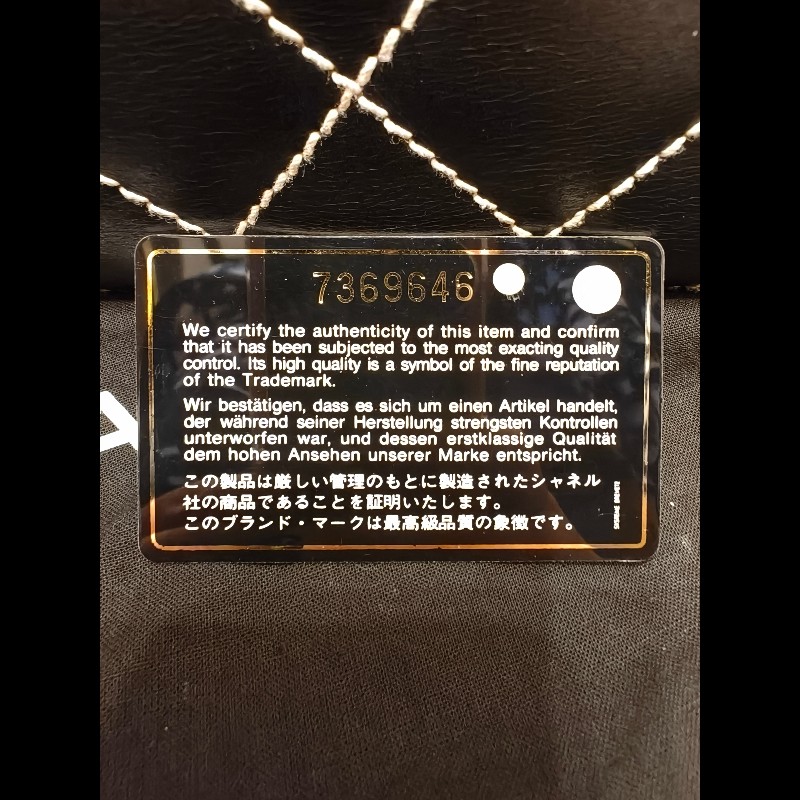 7369646
We certify the authenticity of this item and confirm
that it has been subjected to the most exacting quality
control. Its high quality is a symbol of the fine reputation
of the Trademark.
Wir bestätigen, dass es sich um einen Artikel handelt,
der während seiner Herstellung strengsten Kontrollen
unterworfen war, und dessen erstklassige Qualität
dem hohen Ansehen unserer Marke entspricht.
この製品は厳しい管理のもとに製造されたシャネル
社の商品であることを証明いたします。
このブランド・マークは最高級品質の象徴です。